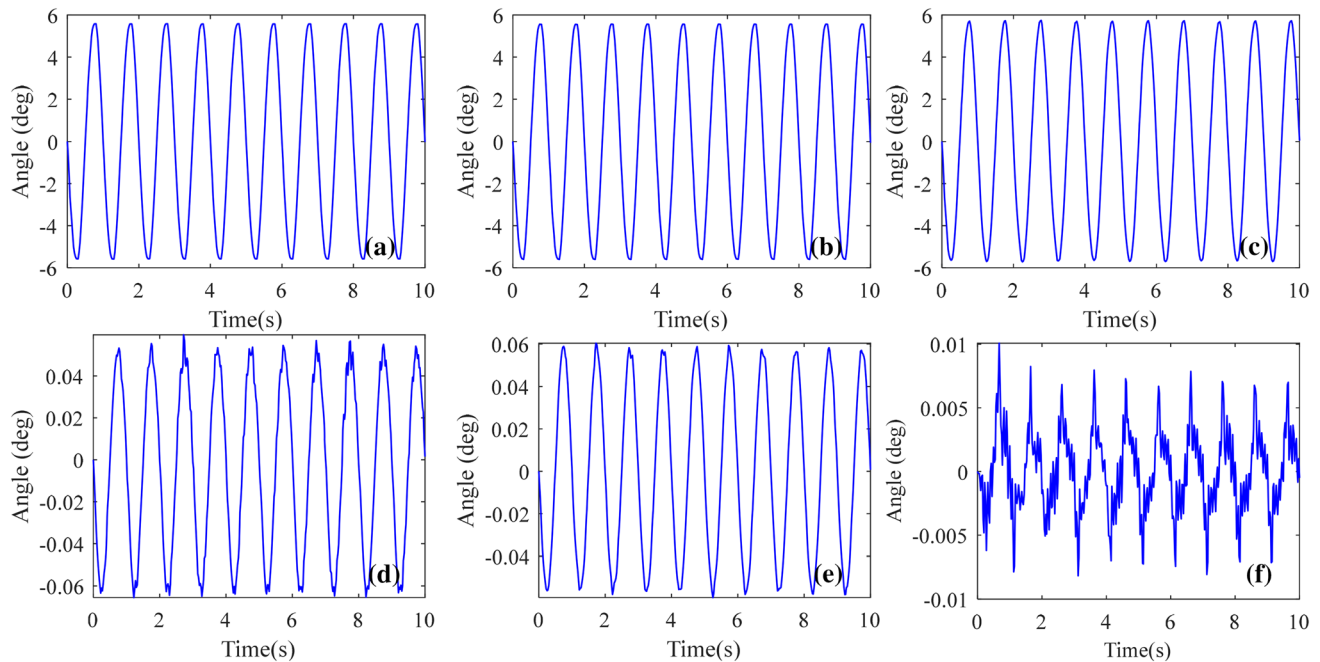 6
4
2
0
-2
-4
-6
Angle (deg)
(a)
0 2 4 6 8 10
Time(s)
6
4
2
0
-2
-4
-6
Angle (deg)
(b)
0 2 4 6 8 10
Time(s)
6
4
2
0
-2
-4
-6
Angle (deg)
(c)
0 2 4 6 8 10
Time(s)
0.04
0.02
0
-0.02
-0.04
-0.06
Angle (deg)
(d)
0 2 4 6 8 10
Time(s)
0.06
0.04
0.02
0
-0.02
-0.04
Angle (deg)
(e)
0 2 4 6 8 10
Time(s)
0.01
0.005
0
-0.005
-0.01
Angle (deg)
(f)
0 2 4 6 8 10
Time(s)